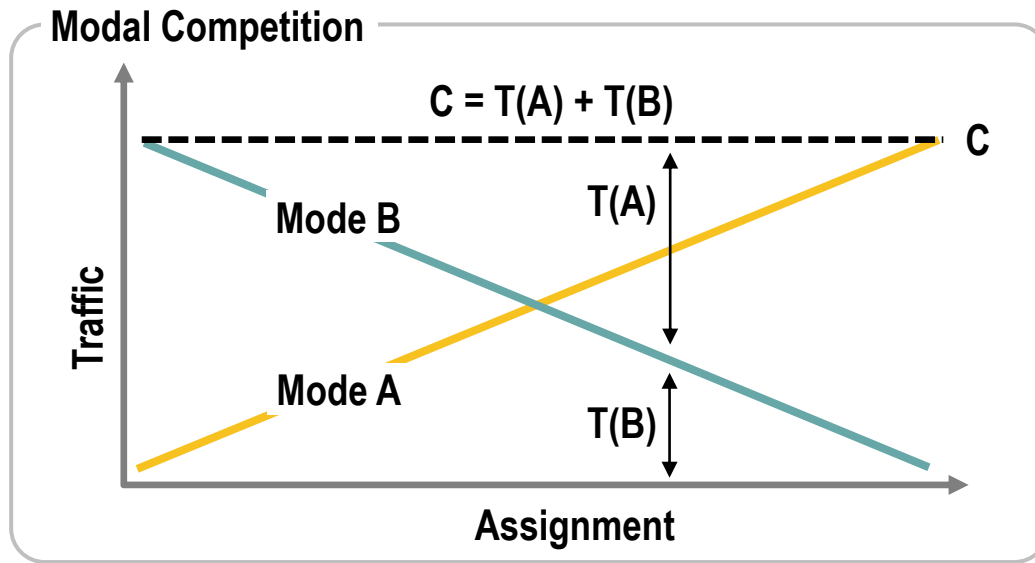 Modal Competition
C = T(A) + T(B)
C
T(A)
Mode B
Traffic
Mode A
T(B)
Assignment